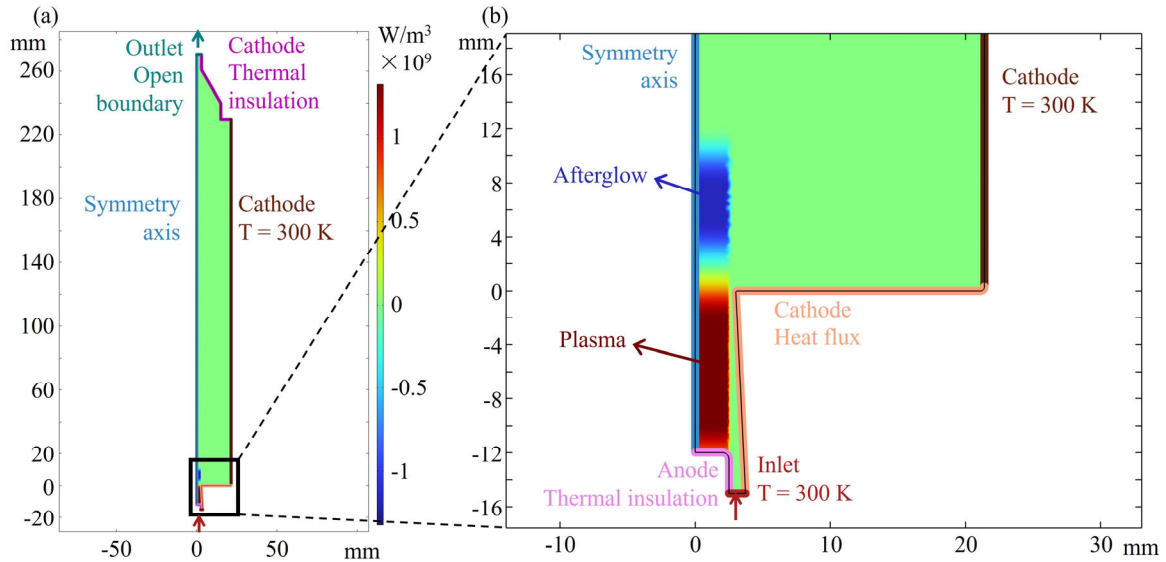 (a)
mm
260
220
180
140
100
60
20
0
-20
-50
0
50
mm
Outlet
Open
boundary
Cathode
Thermal
insulation
Symmetry
axis
Cathode
T = 300 K
W/m³
× 10⁹
1
0.5
0
-0.5
-1
(b)
mm
16
12
8
4
0
-4
-8
-12
-16
-10
0
10
20
30
mm
Symmetry
axis
Cathode
T = 300 K
Afterglow
Plasma
Cathode
Heat flux
Anode
Thermal insulation
Inlet
T = 300 K